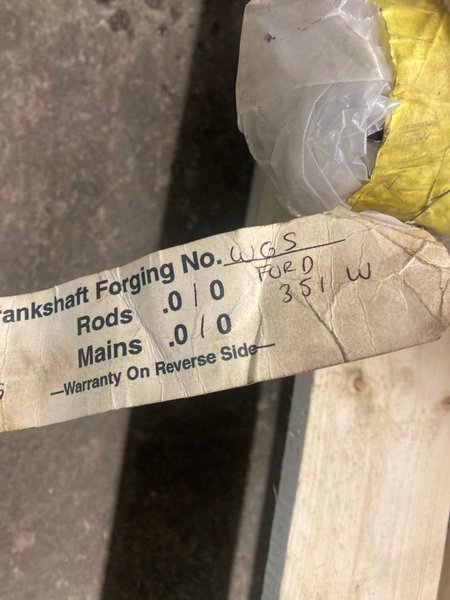 rankshaft Forging No. WGS
FORD
Rods .010
351 W
Mains .010
—Warranty On Reverse Side—